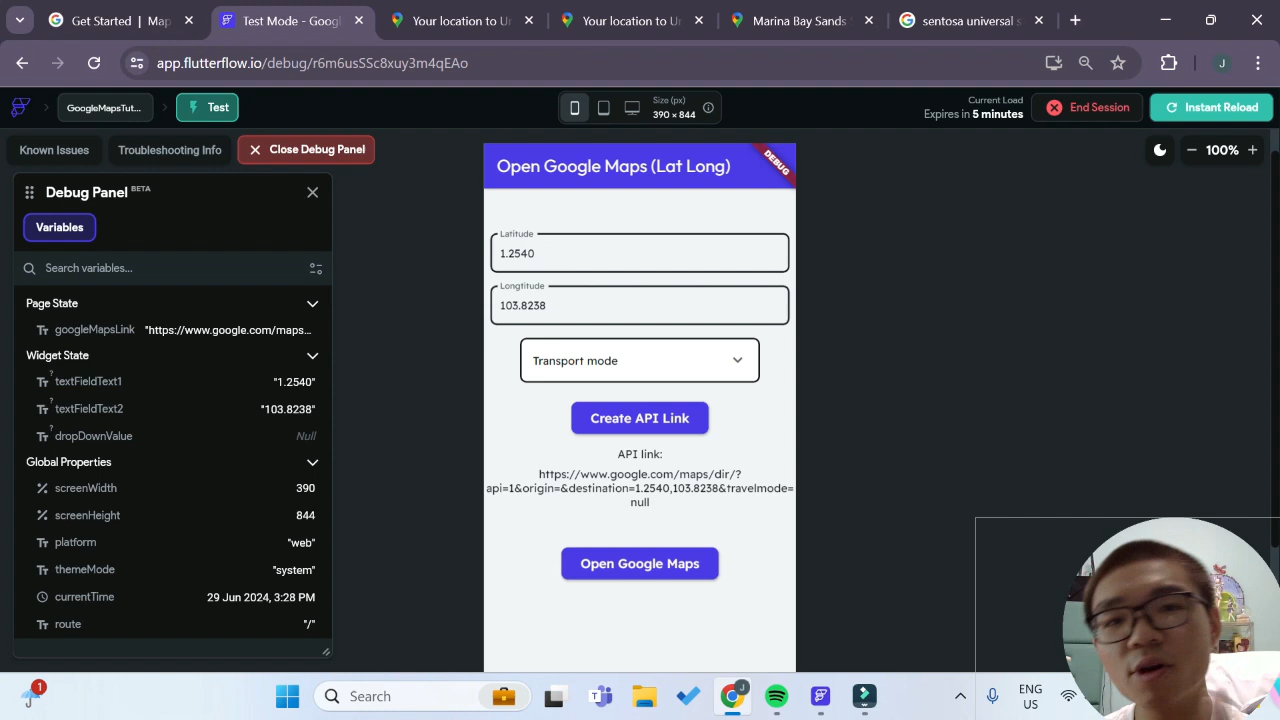 Get Started | Map
Test Mode - Googl
Your location to Ur
Your location to Ur
Marina Bay Sands
sentosa universal s
app.flutterflow.io/debug/r6m6usSSc8xuy3m4qEAo
J
GoogleMapsTut...
Test
Size (px)
390 × 844
Current Load
Expires in 5 minutes
End Session
Instant Reload
Known Issues
Troubleshooting Info
Close Debug Panel
100%
Debug Panel BETA
Variables
Search variables...
Page State
googleMapsLink "https://www.google.com/maps...
Widget State
textFieldText1 "1.2540"
textFieldText2 "103.8238"
dropDownValue Null
Global Properties
screenWidth 390
screenHeight 844
platform "web"
themeMode "system"
currentTime 29 Jun 2024, 3:28 PM
route "/"
Open Google Maps (Lat Long)
DEBUG
Latitude
1.2540
Longtitude
103.8238
Transport mode
Create API Link
API link:
https://www.google.com/maps/dir/?
api=1&origin=&destination=1.2540,103.8238&travelmode=
null
Open Google Maps
1
Search
J
ENG
US